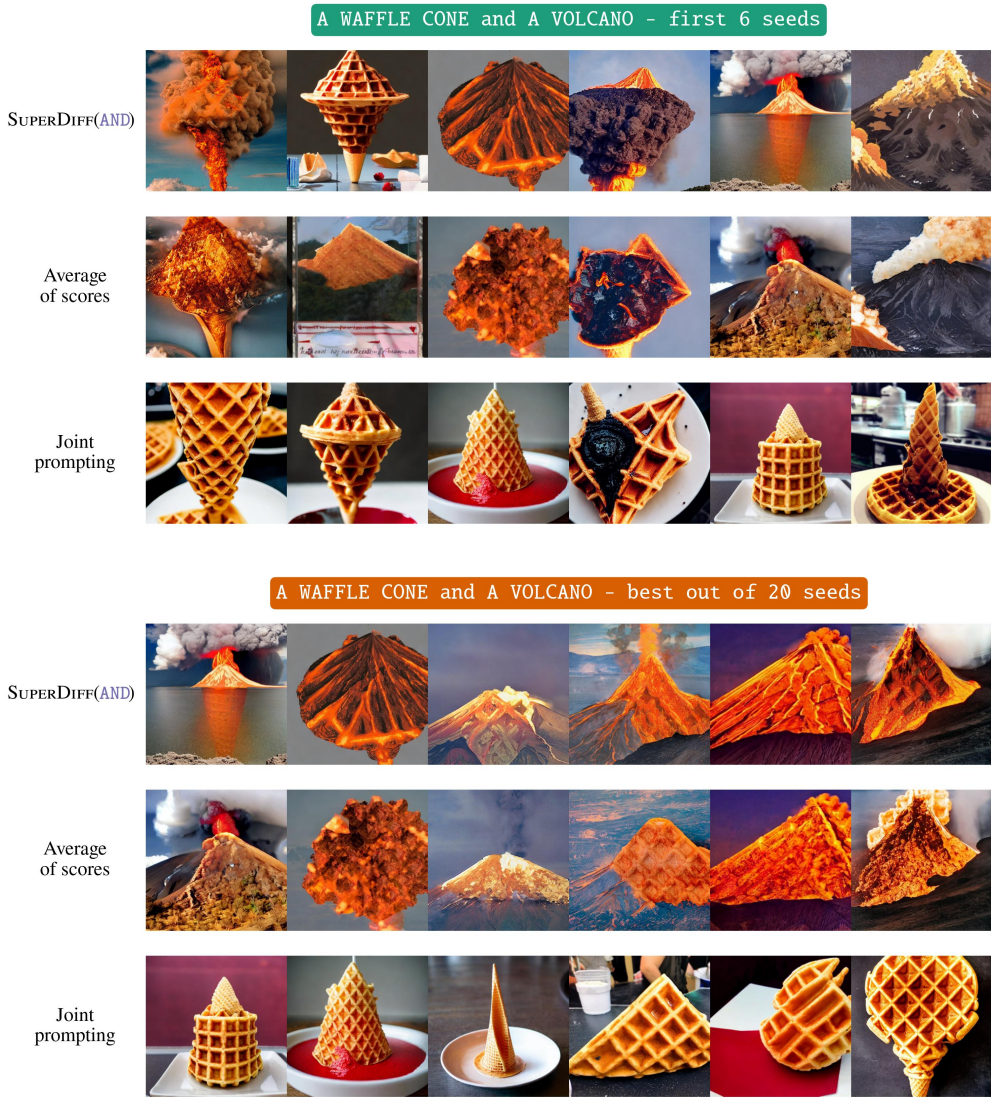 A WAFFLE CONE and A VOLCANO - first 6 seeds
SUPERDIFF(AND)
Average
of scores
Joint
prompting
A WAFFLE CONE and A VOLCANO - best out of 20 seeds
SUPERDIFF(AND)
Average
of scores
Joint
prompting